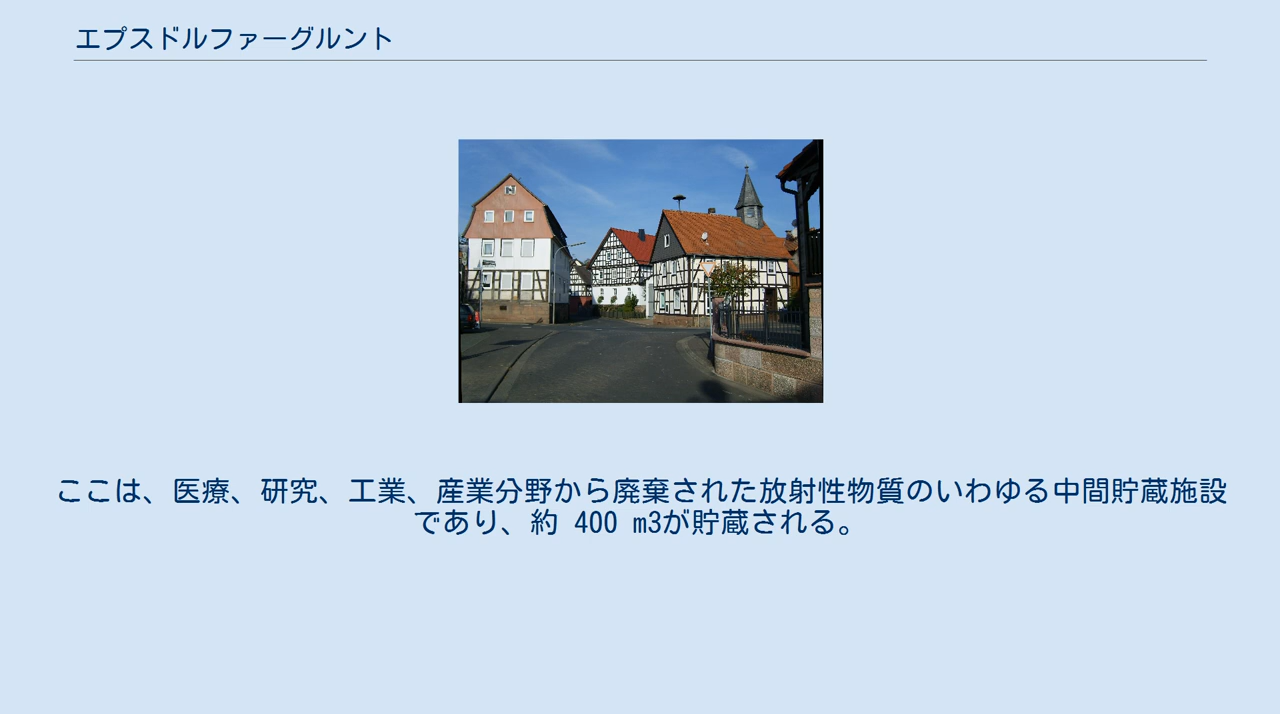 エプスドルファーグルント
ここは、医療、研究、工業、産業分野から廃棄された放射性物質のいわゆる中間貯蔵施設
であり、約 400 m3が貯蔵される。